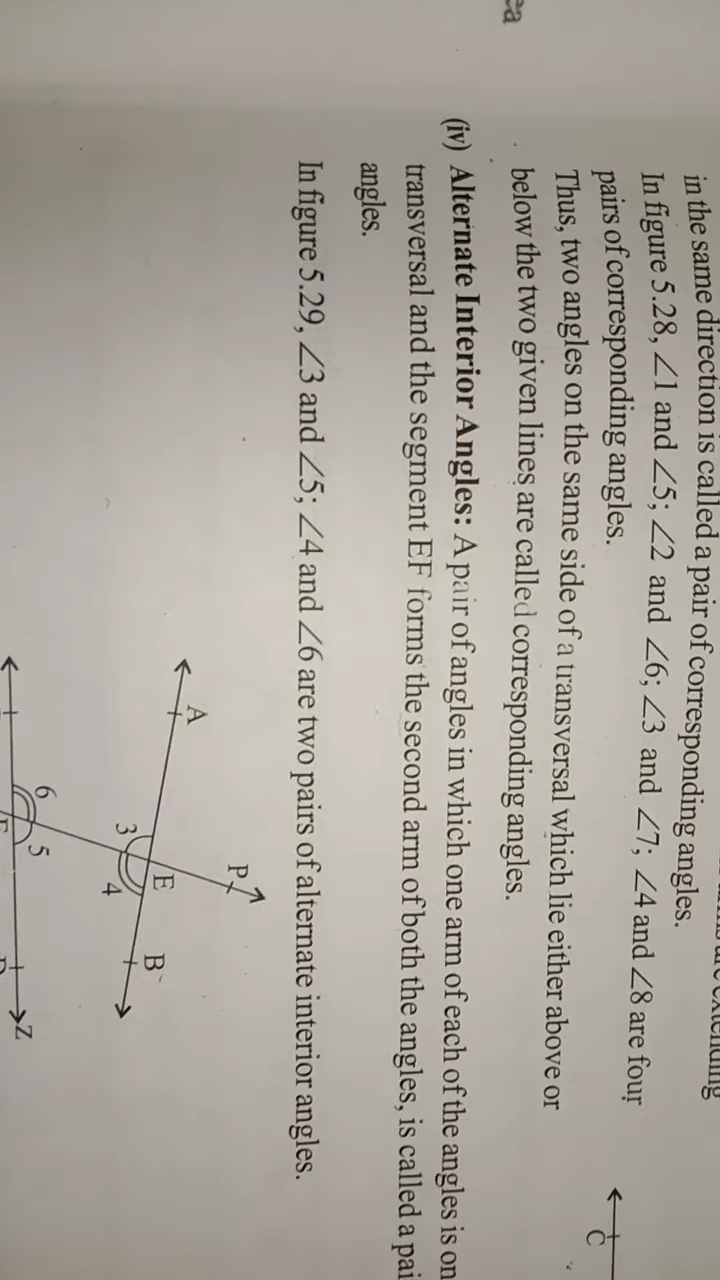 in the same direction is called a pair of corresponding angles.
In figure 5.28, ∠1 and ∠5; ∠2 and ∠6; ∠3 and ∠7; ∠4 and ∠8 are four
pairs of corresponding angles.
Thus, two angles on the same side of a transversal which lie either above or
below the two given lines are called corresponding angles.
(iv) Alternate Interior Angles: A pair of angles in which one arm of each of the angles is on
transversal and the segment EF forms the second arm of both the angles, is called a pai
angles.
In figure 5.29, ∠3 and ∠5; ∠4 and ∠6 are two pairs of alternate interior angles.
C
P
A
E
B
3
4
6
5
Z